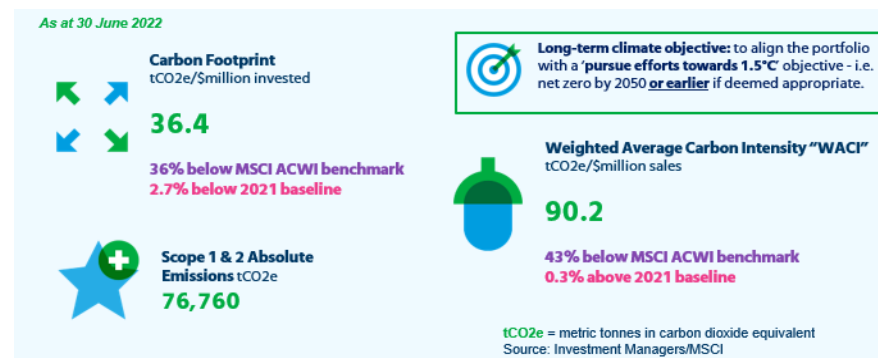 As at 30 June 2022
Carbon Footprint
tCO2e/$million invested
36.4
36% below MSCI ACWI benchmark
2.7% below 2021 baseline
Scope 1 & 2 Absolute
Emissions tCO2e
76,760
Long-term climate objective: to align the portfolio
with a ‘pursue efforts towards 1.5°C’ objective - i.e.
net zero by 2050 or earlier if deemed appropriate.
Weighted Average Carbon Intensity “WACI”
tCO2e/$million sales
90.2
43% below MSCI ACWI benchmark
0.3% above 2021 baseline
tCO2e = metric tonnes in carbon dioxide equivalent
Source: Investment Managers/MSCI